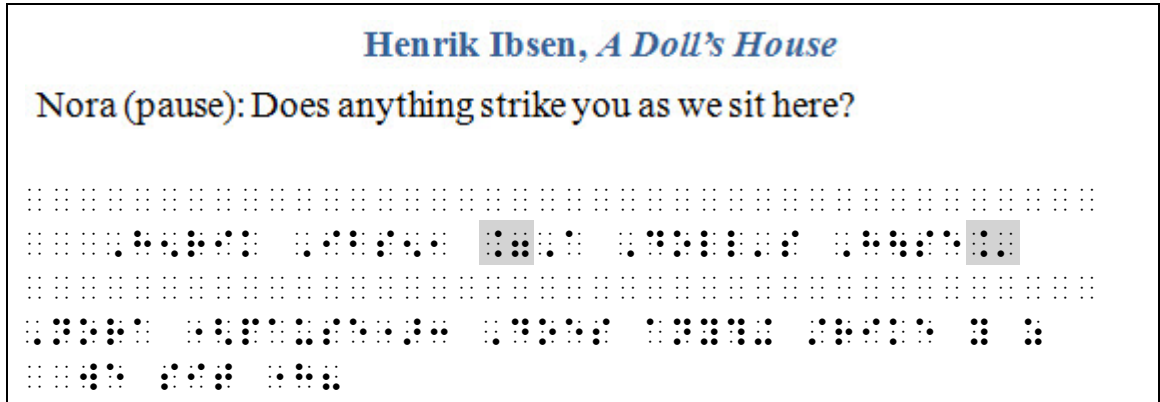 Henrik Ibsen, A Doll’s House
Nora (pause): Does anything strike you as we sit here?
⠀⠀⠀⠠⠓⠢⠗⠊⠅⠀⠠⠊⠃⠎⠢⠂⠀⠨⠶⠠⠁⠀⠠⠙⠕⠇⠇⠄⠎⠀⠠⠓⠳⠎⠑⠨⠄
⠠⠝⠕⠗⠁⠀⠐⠣⠏⠁⠥⠎⠑⠐⠜⠒⠀⠠⠙⠕⠑⠎⠀⠁⠝⠽⠹⠬⠀⠌⠗⠊⠅⠑⠀⠽⠀⠵
⠀⠀⠺⠑⠀⠎⠊⠞⠀⠐⠓⠦